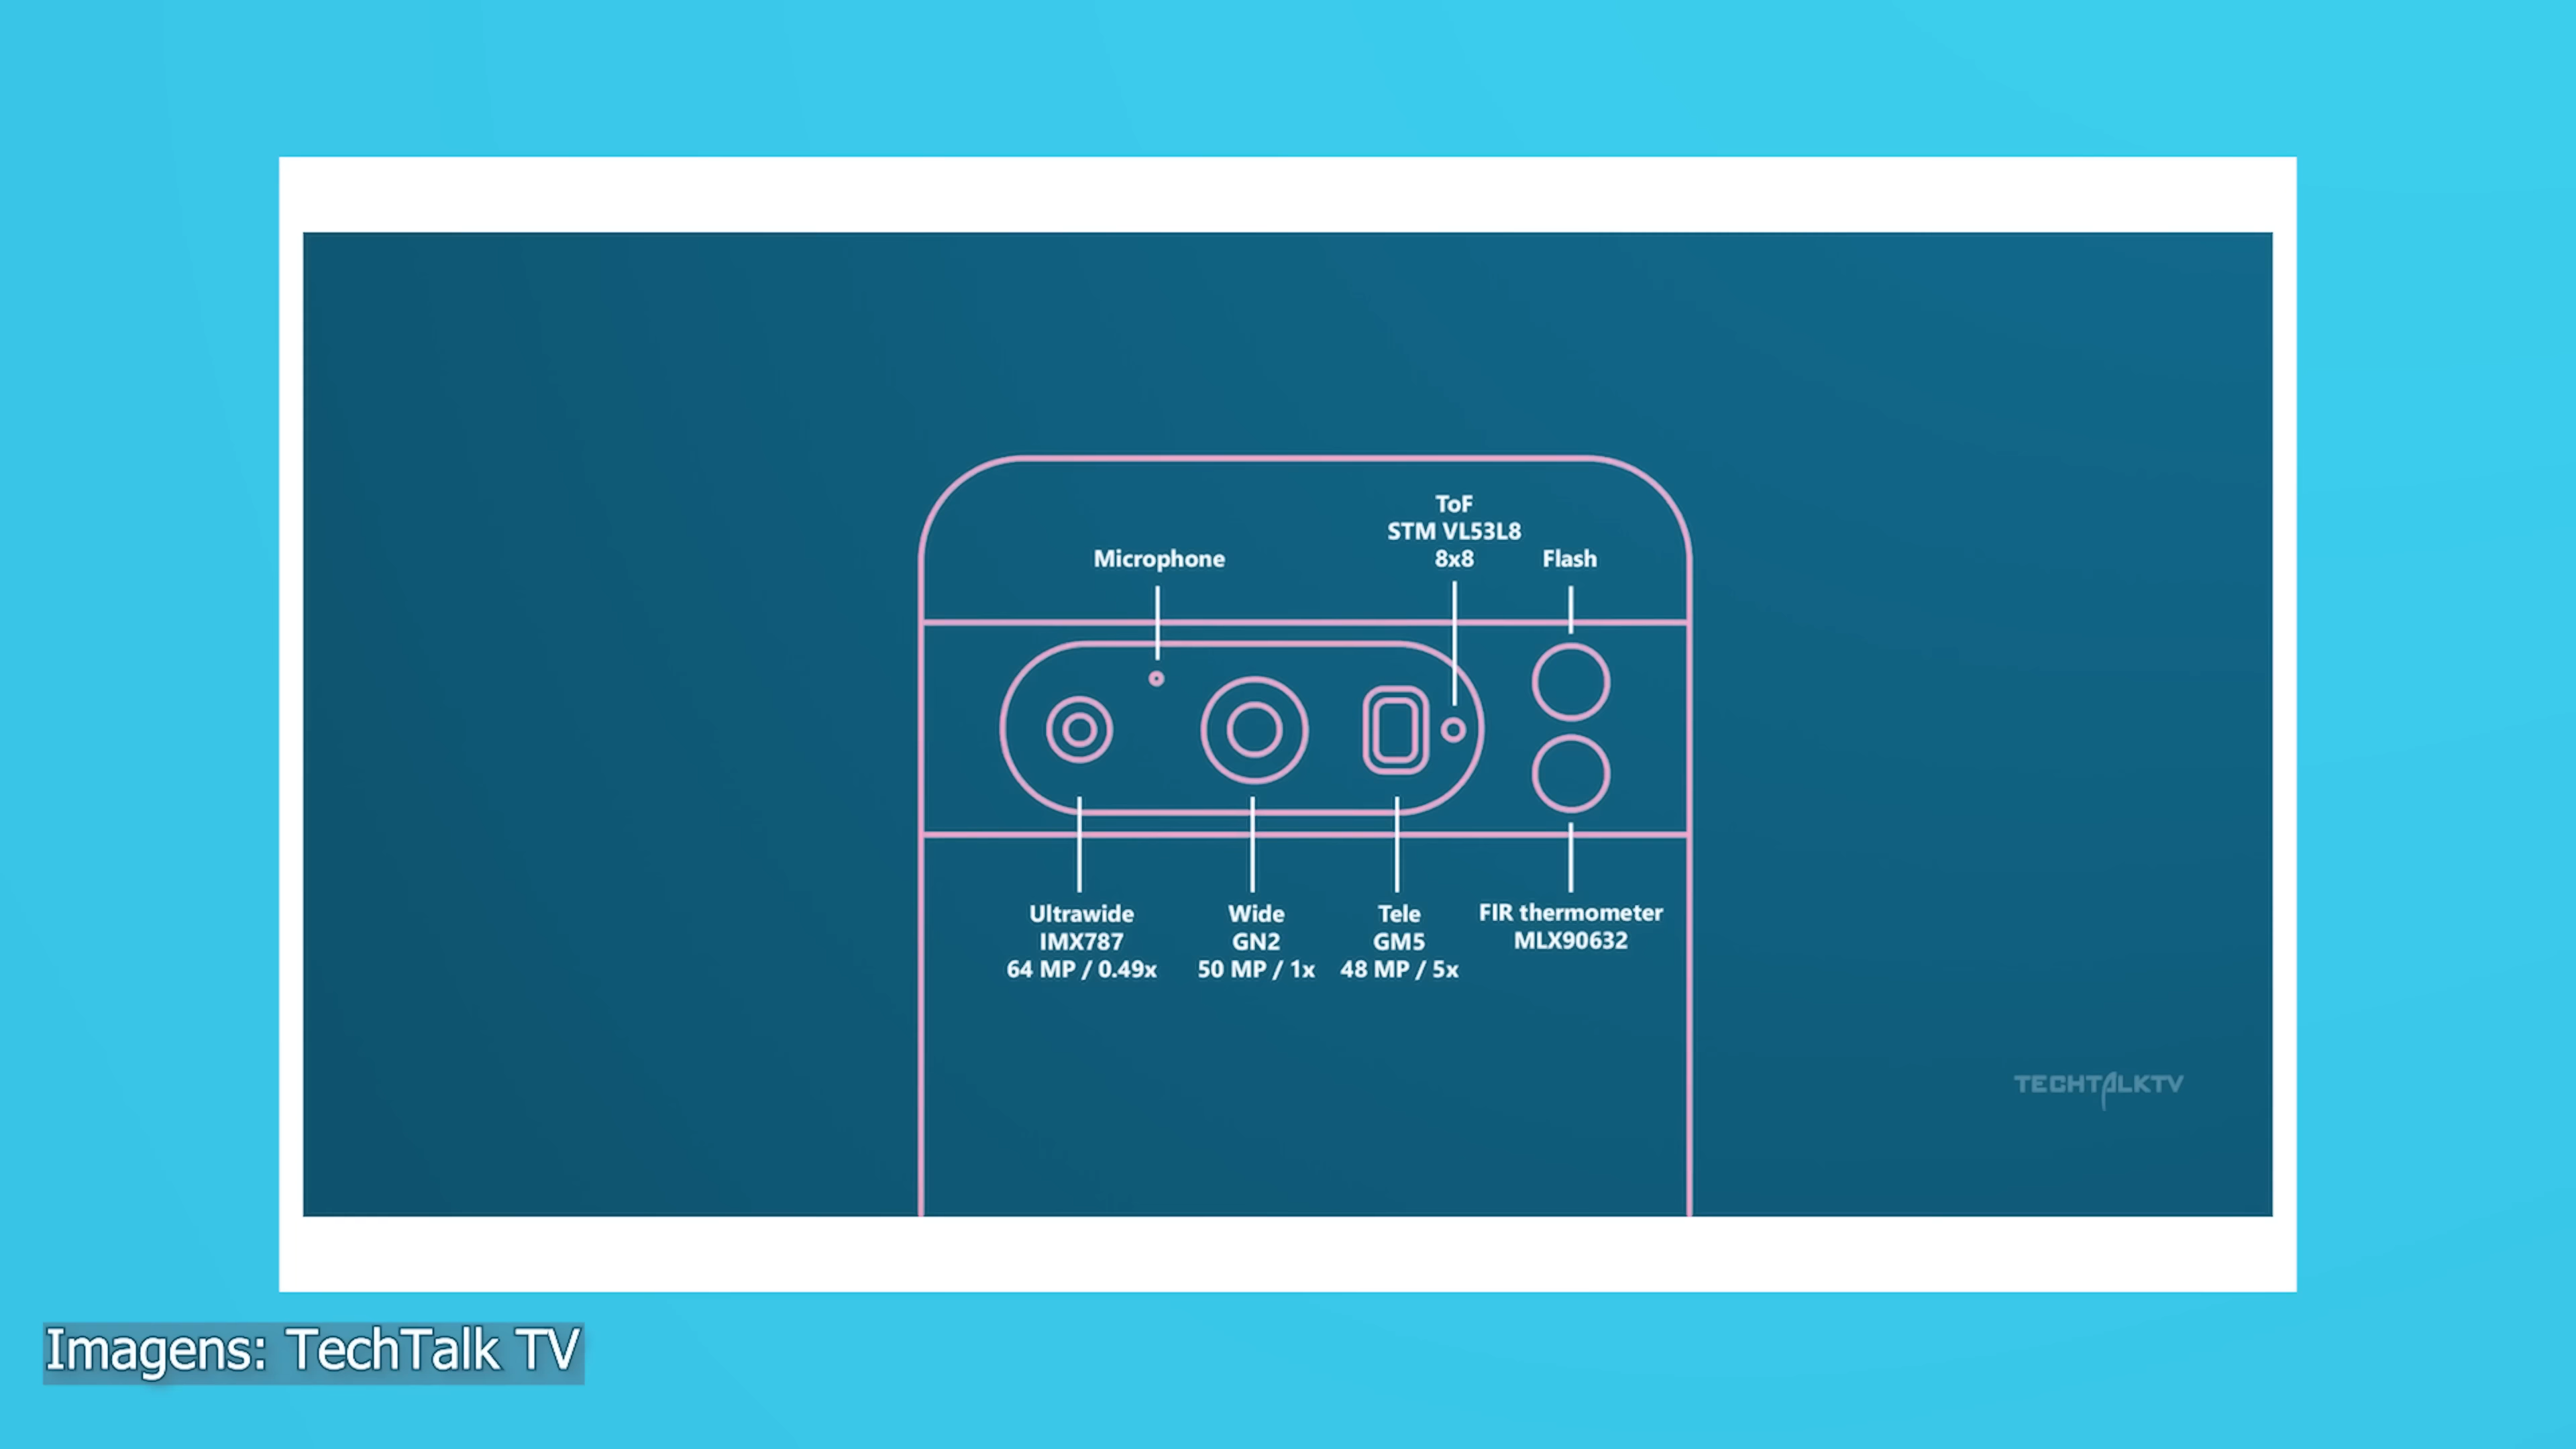 ToF
STM VL53L8
8x8
Microphone
Flash
Ultrawide
IMX787
64 MP / 0.49x
Wide
GN2
50 MP / 1x
Tele
GM5
48 MP / 5x
FIR thermometer
MLX90632
TECHTALKTV
Imagens: TechTalk TV